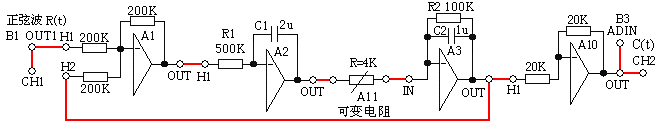 正弦波 R(t)
B1 OUT1 H1
200K
200K
A1
H2
200K
CH1
OUT H1
R1
500K
C1
2u
A2
OUT
R=4K
A11
可变电阻
IN
R2 100K
C2
1u
A3
OUT
H1
20K
20K
A10
B3
ADIN
C(t)
OUT
CH2